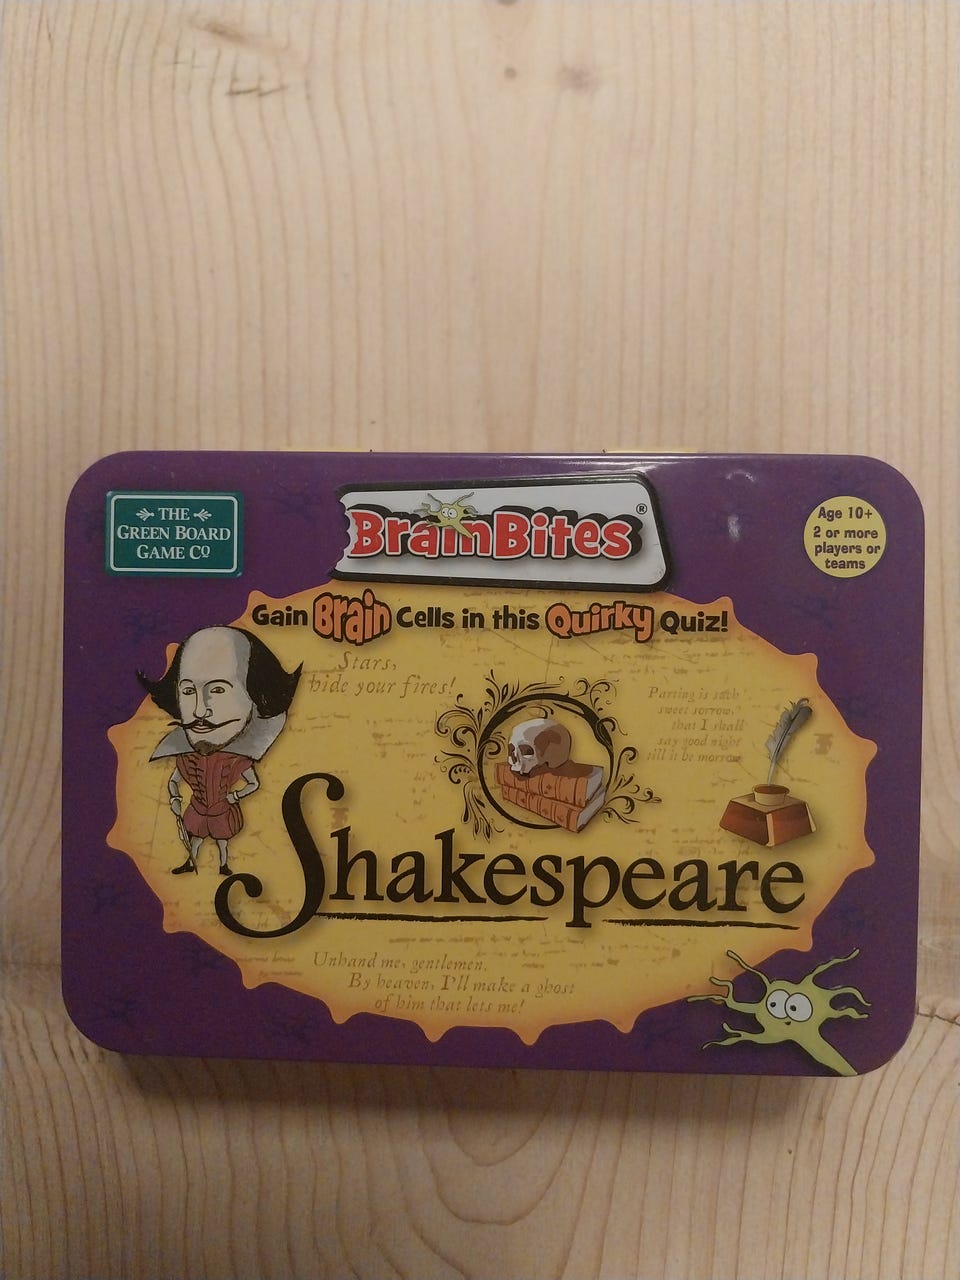 THE
GREEN BOARD
GAME CO
BrainBites®
Age 10+
2 or more
players or
teams
Gain Brain Cells in this Quirky Quiz!
Stars,
hide your fires!
Parting is such
sweet sorrow,
that I shall
say good night
till it be morrow
Shakespeare
Unhand me, gentlemen.
By heaven, I'll make a ghost
of him that lets me!